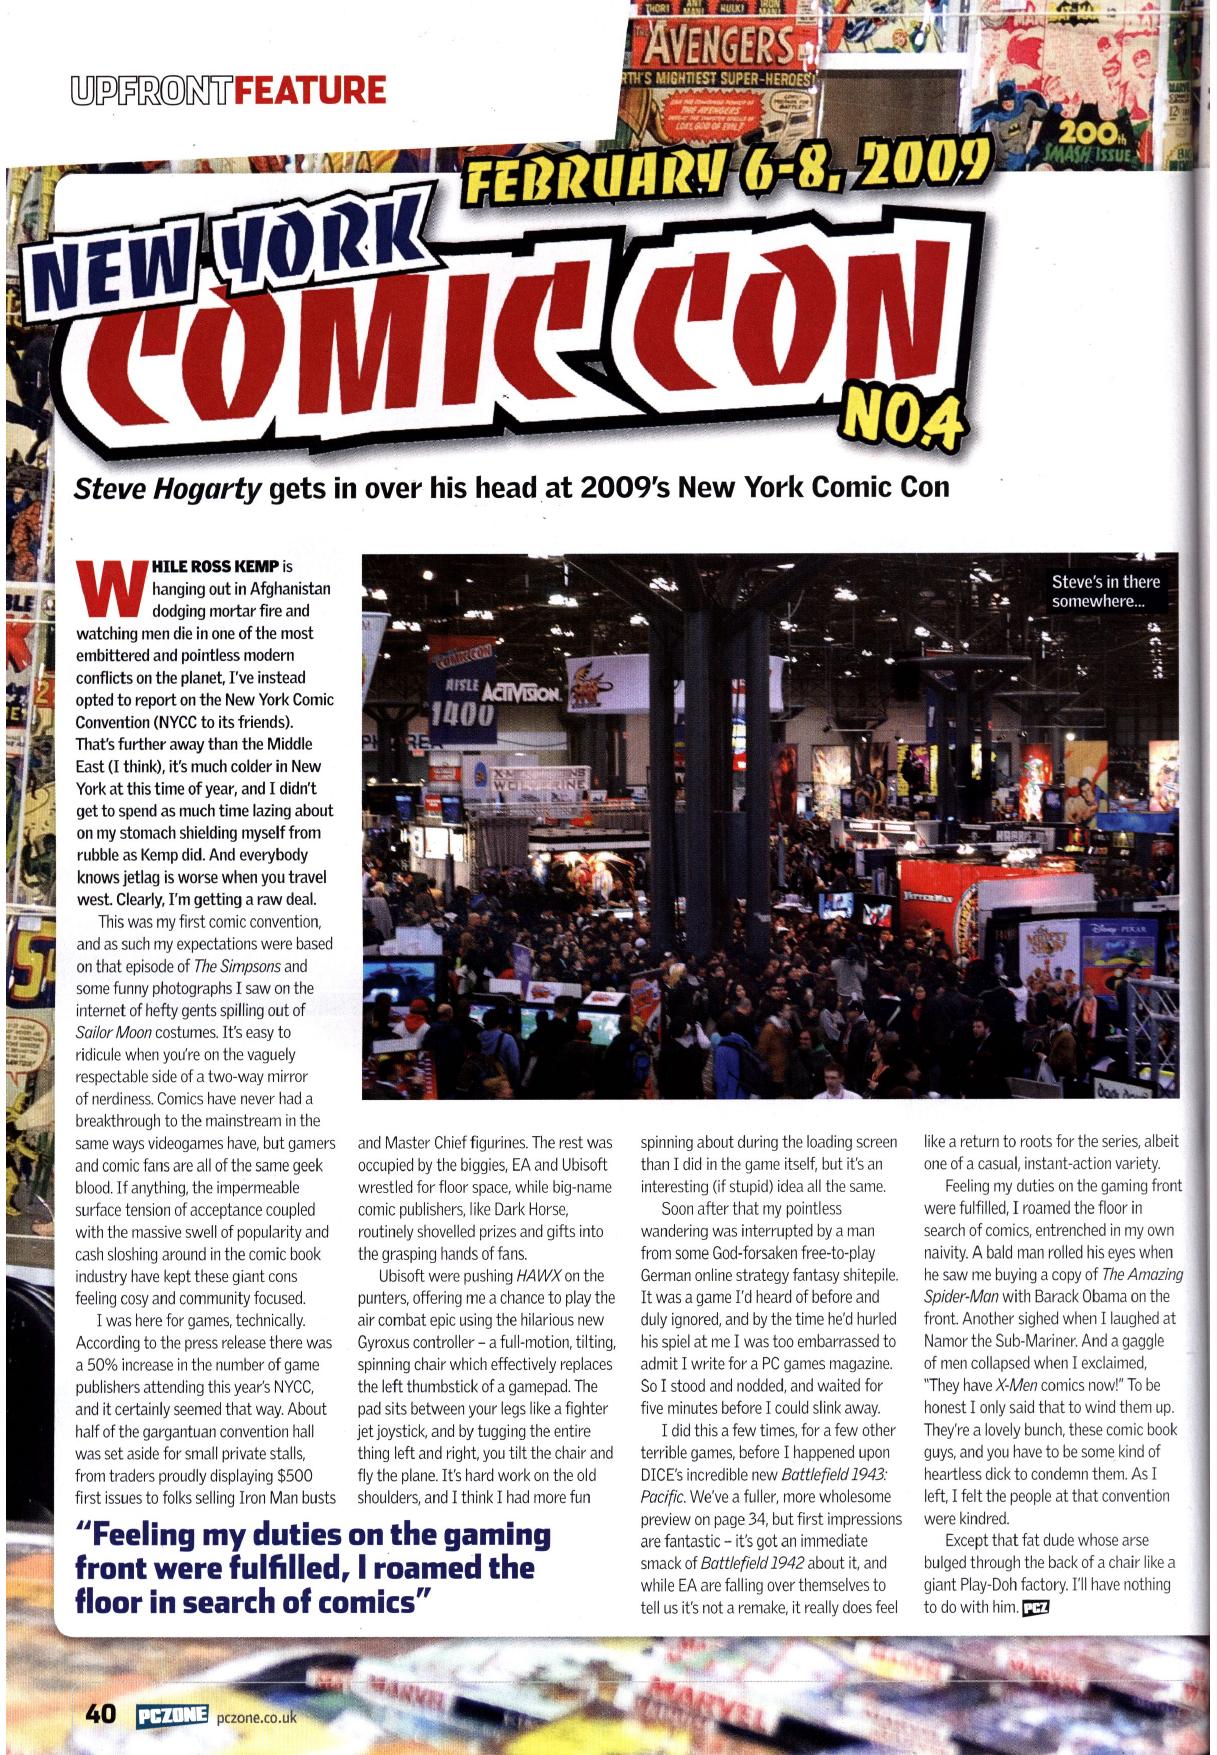 UPFRONTFEATURE
THOR!
ANT MAN!
HULK!
IRON MAN!
AVENGERS
EARTH'S MIGHTIEST SUPER-HEROES!
200th
SMASH ISSUE
FEBRUARY 6-8, 2009
NEW YORK
COMIC CON
NO.4
Steve Hogarty gets in over his head at 2009's New York Comic Con
WHILE ROSS KEMP is
hanging out in Afghanistan
dodging mortar fire and
watching men die in one of the most
embittered and pointless modern
conflicts on the planet, I've instead
opted to report on the New York Comic
Convention (NYCC to its friends).
That's further away than the Middle
East (I think), it's much colder in New
York at this time of year, and I didn't
get to spend as much time lazing about
on my stomach shielding myself from
rubble as Kemp did. And everybody
knows jetlag is worse when you travel
west. Clearly, I'm getting a raw deal.
This was my first comic convention,
and as such my expectations were based
on that episode of The Simpsons and
some funny photographs I saw on the
internet of hefty gents spilling out of
Sailor Moon costumes. It's easy to
ridicule when you're on the vaguely
respectable side of a two-way mirror
of nerdiness. Comics have never had a
breakthrough to the mainstream in the
same ways videogames have, but gamers
and comic fans are all of the same geek
blood. If anything, the impermeable
surface tension of acceptance coupled
with the massive swell of popularity and
cash sloshing around in the comic book
industry have kept these giant cons
feeling cosy and community focused.
I was here for games, technically.
According to the press release there was
a 50% increase in the number of game
publishers attending this year's NYCC,
and it certainly seemed that way. About
half of the gargantuan convention hall
was set aside for small private stalls,
from traders proudly displaying $500
first issues to folks selling Iron Man busts
Steve's in there
somewhere...
COMIC CON
AISLE
1400
ACTIVISION
X-MEN ORIGINS
WOLVERINE
Disney PIXAR
and Master Chief figurines. The rest was
occupied by the biggies, EA and Ubisoft
wrestled for floor space, while big-name
comic publishers, like Dark Horse,
routinely shovelled prizes and gifts into
the grasping hands of fans.
Ubisoft were pushing HAWX on the
punters, offering me a chance to play the
air combat epic using the hilarious new
Gyroxus controller – a full-motion, tilting,
spinning chair which effectively replaces
the left thumbstick of a gamepad. The
pad sits between your legs like a fighter
jet joystick, and by tugging the entire
thing left and right, you tilt the chair and
fly the plane. It's hard work on the old
shoulders, and I think I had more fun
spinning about during the loading screen
than I did in the game itself, but it's an
interesting (if stupid) idea all the same.
Soon after that my pointless
wandering was interrupted by a man
from some God-forsaken free-to-play
German online strategy fantasy shitepile.
It was a game I'd heard of before and
duly ignored, and by the time he'd hurled
his spiel at me I was too embarrassed to
admit I write for a PC games magazine.
So I stood and nodded, and waited for
five minutes before I could slink away.
I did this a few times, for a few other
terrible games, before I happened upon
DICE's incredible new Battlefield 1943:
Pacific. We've a fuller, more wholesome
preview on page 34, but first impressions
are fantastic – it's got an immediate
smack of Battlefield 1942 about it, and
while EA are falling over themselves to
tell us it's not a remake, it really does feel
like a return to roots for the series, albeit
one of a casual, instant-action variety.
Feeling my duties on the gaming front
were fulfilled, I roamed the floor in
search of comics, entrenched in my own
naivity. A bald man rolled his eyes when
he saw me buying a copy of The Amazing
Spider-Man with Barack Obama on the
front. Another sighed when I laughed at
Namor the Sub-Mariner. And a gaggle
of men collapsed when I exclaimed,
"They have X-Men comics now!" To be
honest I only said that to wind them up.
They're a lovely bunch, these comic book
guys, and you have to be some kind of
heartless dick to condemn them. As I
left, I felt the people at that convention
were kindred.
Except that fat dude whose arse
bulged through the back of a chair like a
giant Play-Doh factory. I'll have nothing
to do with him. PCZ
"Feeling my duties on the gaming
front were fulfilled, I roamed the
floor in search of comics"
MARVEL
MARVEL
40 PCZONE pczone.co.uk